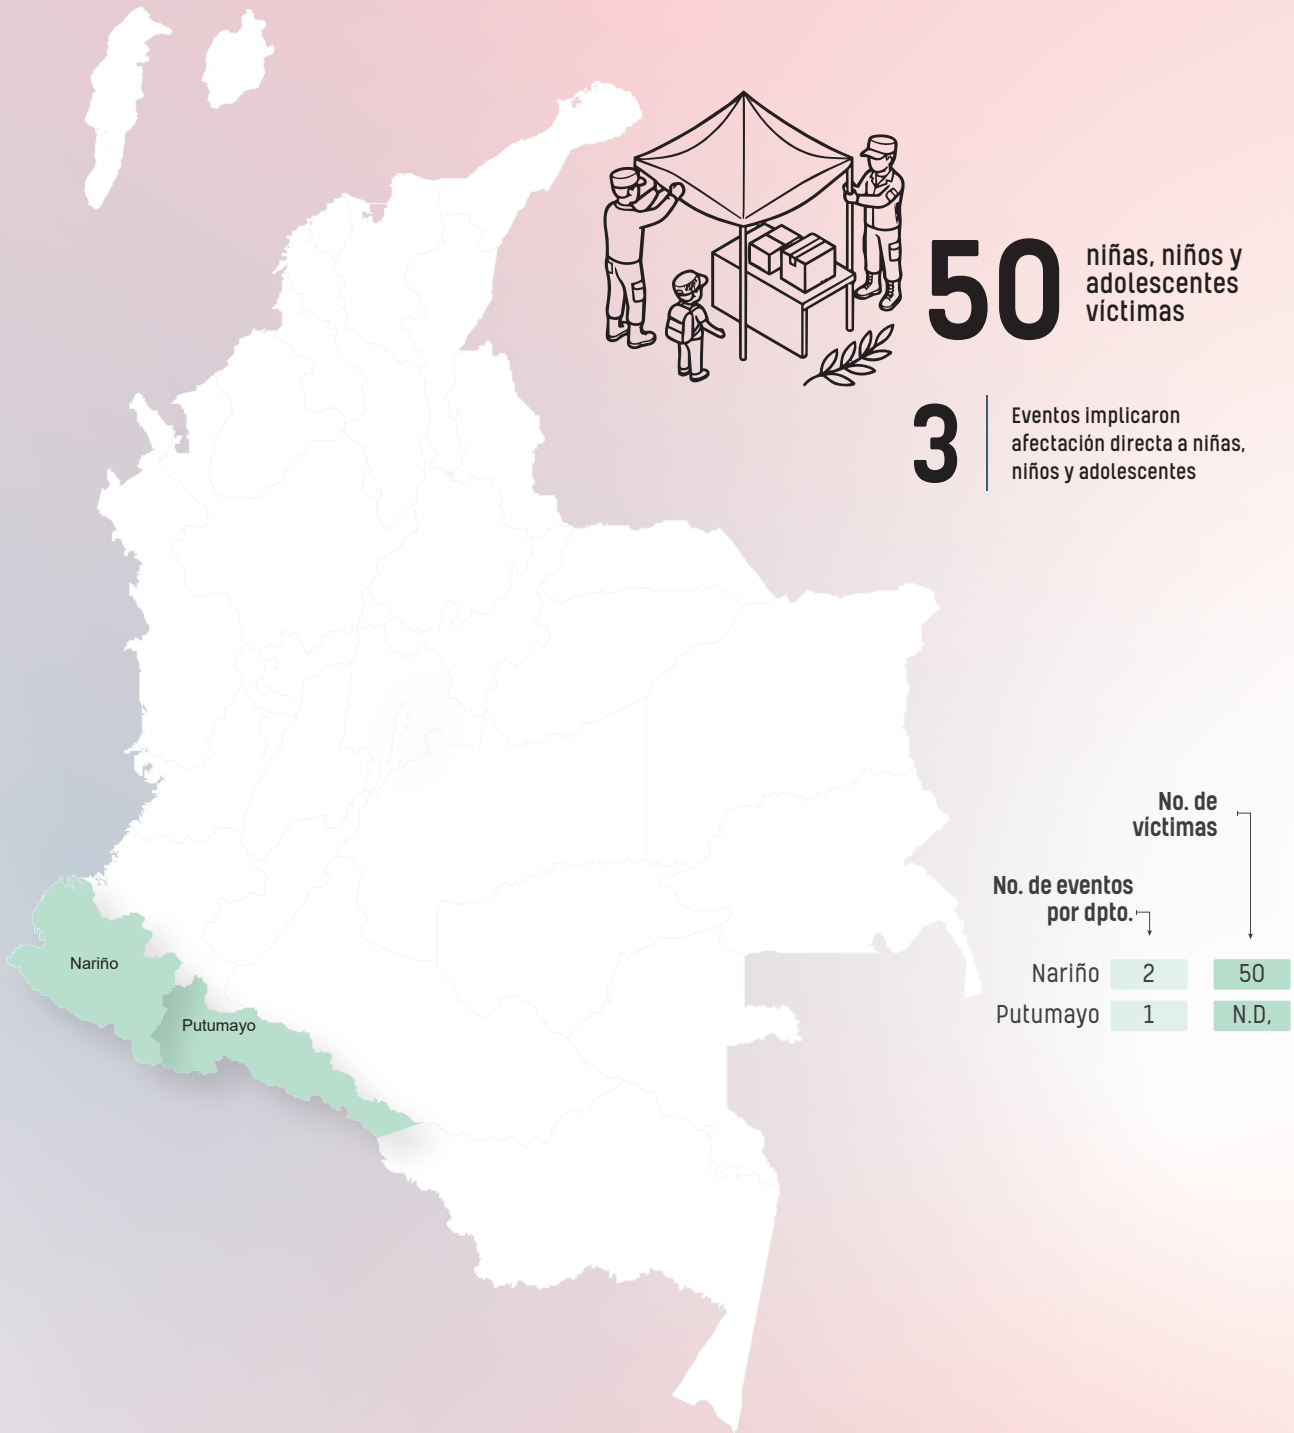 50
niñas, niños y
adolescentes
víctimas
3
Eventos implicaron
afectación directa a niñas,
niños y adolescentes
No. de
víctimas
No. de eventos
por dpto.
Nariño 2 50
Putumayo 1 N.D,
Nariño
Putumayo